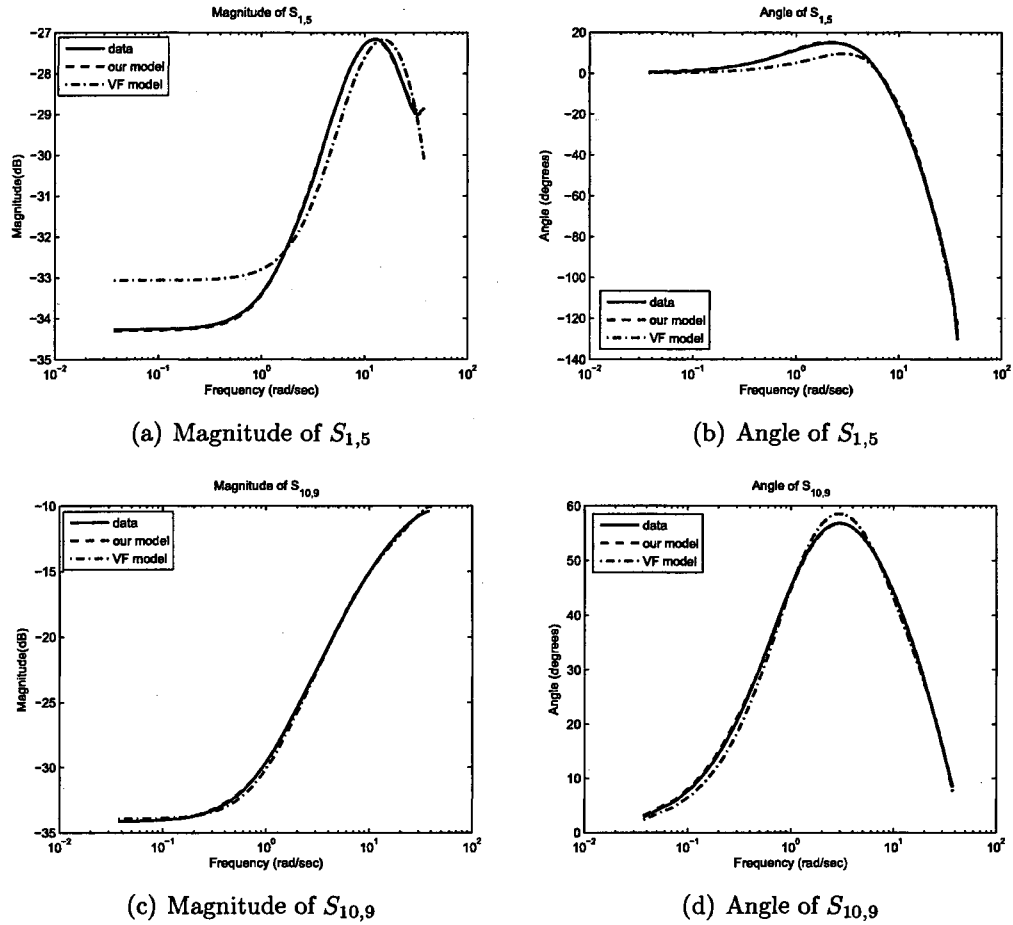 Magnitude of S1,5
data
our model
VF model
Magnitude(dB)
-27
-28
-29
-30
-31
-32
-33
-34
-35
10^-2
10^-1
10^0
10^1
10^2
Frequency (rad/sec)
(a) Magnitude of S1,5
Angle of S1,5
data
our model
VF model
Angle (degrees)
20
0
-20
-40
-60
-80
-100
-120
-140
10^-2
10^-1
10^0
10^1
10^2
Frequency (rad/sec)
(b) Angle of S1,5
Magnitude of S10,9
data
our model
VF model
Magnitude(dB)
-10
-15
-20
-25
-30
-35
10^-2
10^-1
10^0
10^1
10^2
Frequency (rad/sec)
(c) Magnitude of S10,9
Angle of S10,9
data
our model
VF model
Angle (degrees)
60
50
40
30
20
10
0
10^-2
10^-1
10^0
10^1
10^2
Frequency (rad/sec)
(d) Angle of S10,9